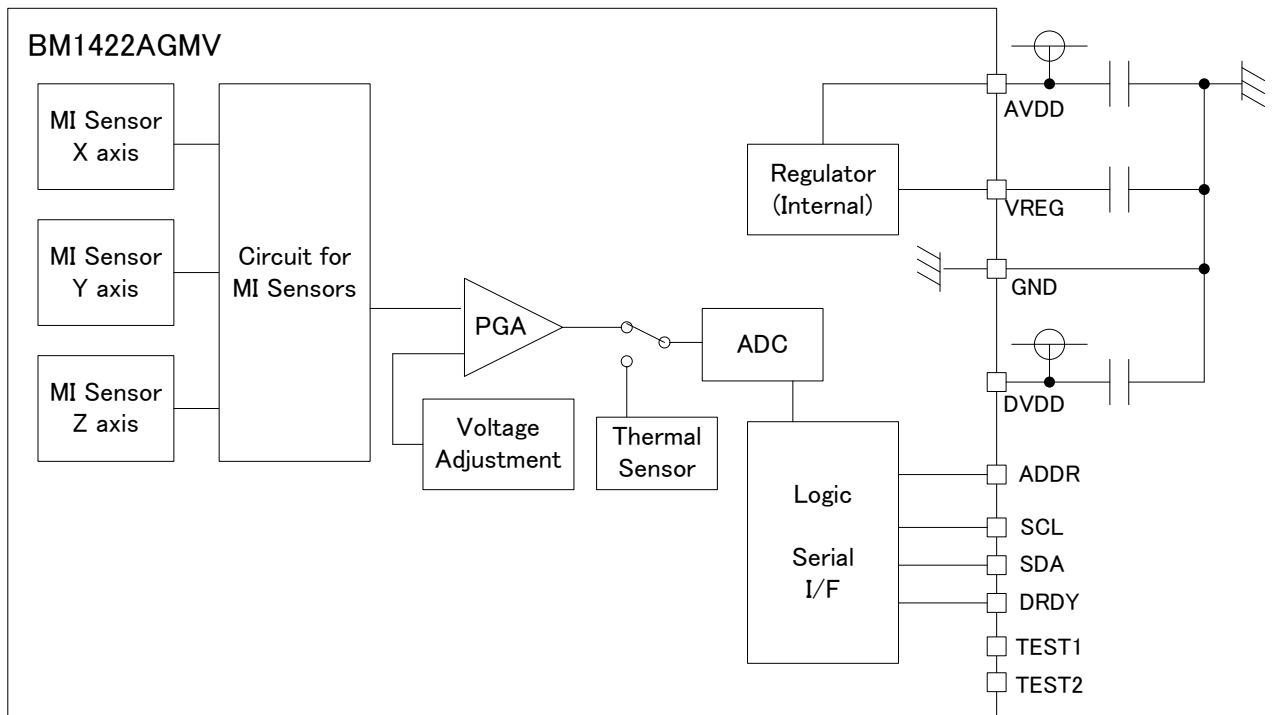 BM1422AGMV
MI Sensor
X axis
MI Sensor
Y axis
MI Sensor
Z axis
Circuit for
MI Sensors
PGA
Voltage
Adjustment
Thermal
Sensor
ADC
Regulator
(Internal)
Logic
Serial
I/F
AVDD
VREG
GND
DVDD
ADDR
SCL
SDA
DRDY
TEST1
TEST2